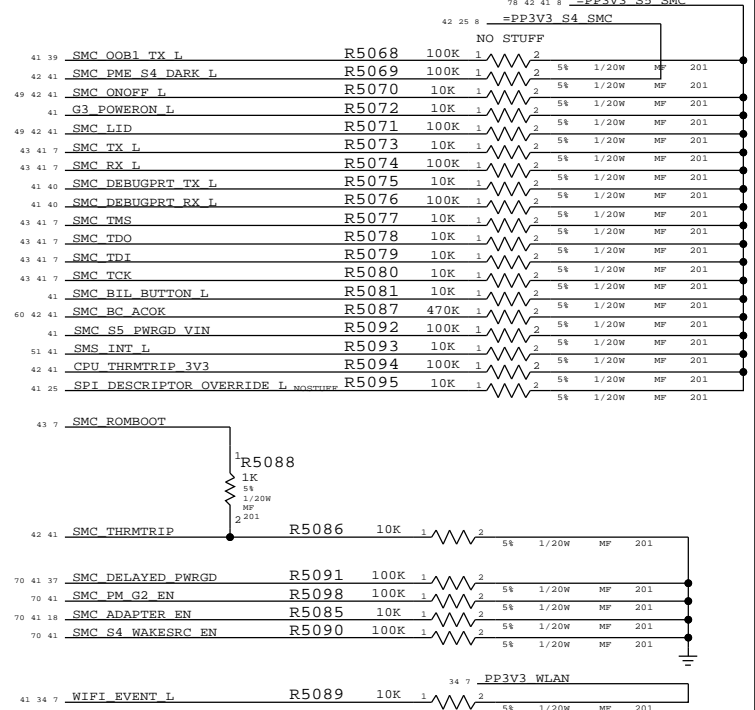 78 42 41 8 =PP3V3_S5_SMC
42 25 8 =PP3V3_S4_SMC
NO STUFF
41 39 SMC_OOB1_TX_L R5068 100K 1 2 5% 1/20W MF 201
42 41 SMC_PME_S4_DARK_L R5069 100K 1 2 5% 1/20W MF 201
49 42 41 SMC_ONOFF_L R5070 10K 1 2 5% 1/20W MF 201
41 G3_POWERON_L R5072 10K 1 2 5% 1/20W MF 201
49 42 41 SMC_LID R5071 100K 1 2 5% 1/20W MF 201
43 41 7 SMC_TX_L R5073 10K 1 2 5% 1/20W MF 201
43 41 7 SMC_RX_L R5074 100K 1 2 5% 1/20W MF 201
41 40 SMC_DEBUGPRT_TX_L R5075 10K 1 2 5% 1/20W MF 201
41 40 SMC_DEBUGPRT_RX_L R5076 100K 1 2 5% 1/20W MF 201
43 41 7 SMC_TMS R5077 10K 1 2 5% 1/20W MF 201
43 41 7 SMC_TDO R5078 10K 1 2 5% 1/20W MF 201
43 41 7 SMC_TDI R5079 10K 1 2 5% 1/20W MF 201
43 41 7 SMC_TCK R5080 10K 1 2 5% 1/20W MF 201
41 SMC_BIL_BUTTON_L R5081 10K 1 2 5% 1/20W MF 201
60 42 41 SMC_BC_ACOK R5087 470K 1 2 5% 1/20W MF 201
41 SMC_S5_PWRGD_VIN R5092 100K 1 2 5% 1/20W MF 201
51 41 SMS_INT_L R5093 10K 1 2 5% 1/20W MF 201
42 41 CPU_THRMTRIP_3V3 R5094 100K 1 2 5% 1/20W MF 201
41 25 SPI_DESCRIPTOR_OVERRIDE_L NOSTUFF R5095 10K 1 2 5% 1/20W MF 201
43 7 SMC_ROMBOOT
1 R5088
1K
5%
1/20W
MF
2 201
42 41 SMC_THRMTRIP R5086 10K 1 2 5% 1/20W MF 201
70 41 37 SMC_DELAYED_PWRGD R5091 100K 1 2 5% 1/20W MF 201
70 41 SMC_PM_G2_EN R5098 100K 1 2 5% 1/20W MF 201
70 41 18 SMC_ADAPTER_EN R5085 10K 1 2 5% 1/20W MF 201
70 41 SMC_S4_WAKESRC_EN R5090 100K 1 2 5% 1/20W MF 201
34 7 PP3V3_WLAN
41 34 7 WIFI_EVENT_L R5089 10K 1 2 5% 1/20W MF 201